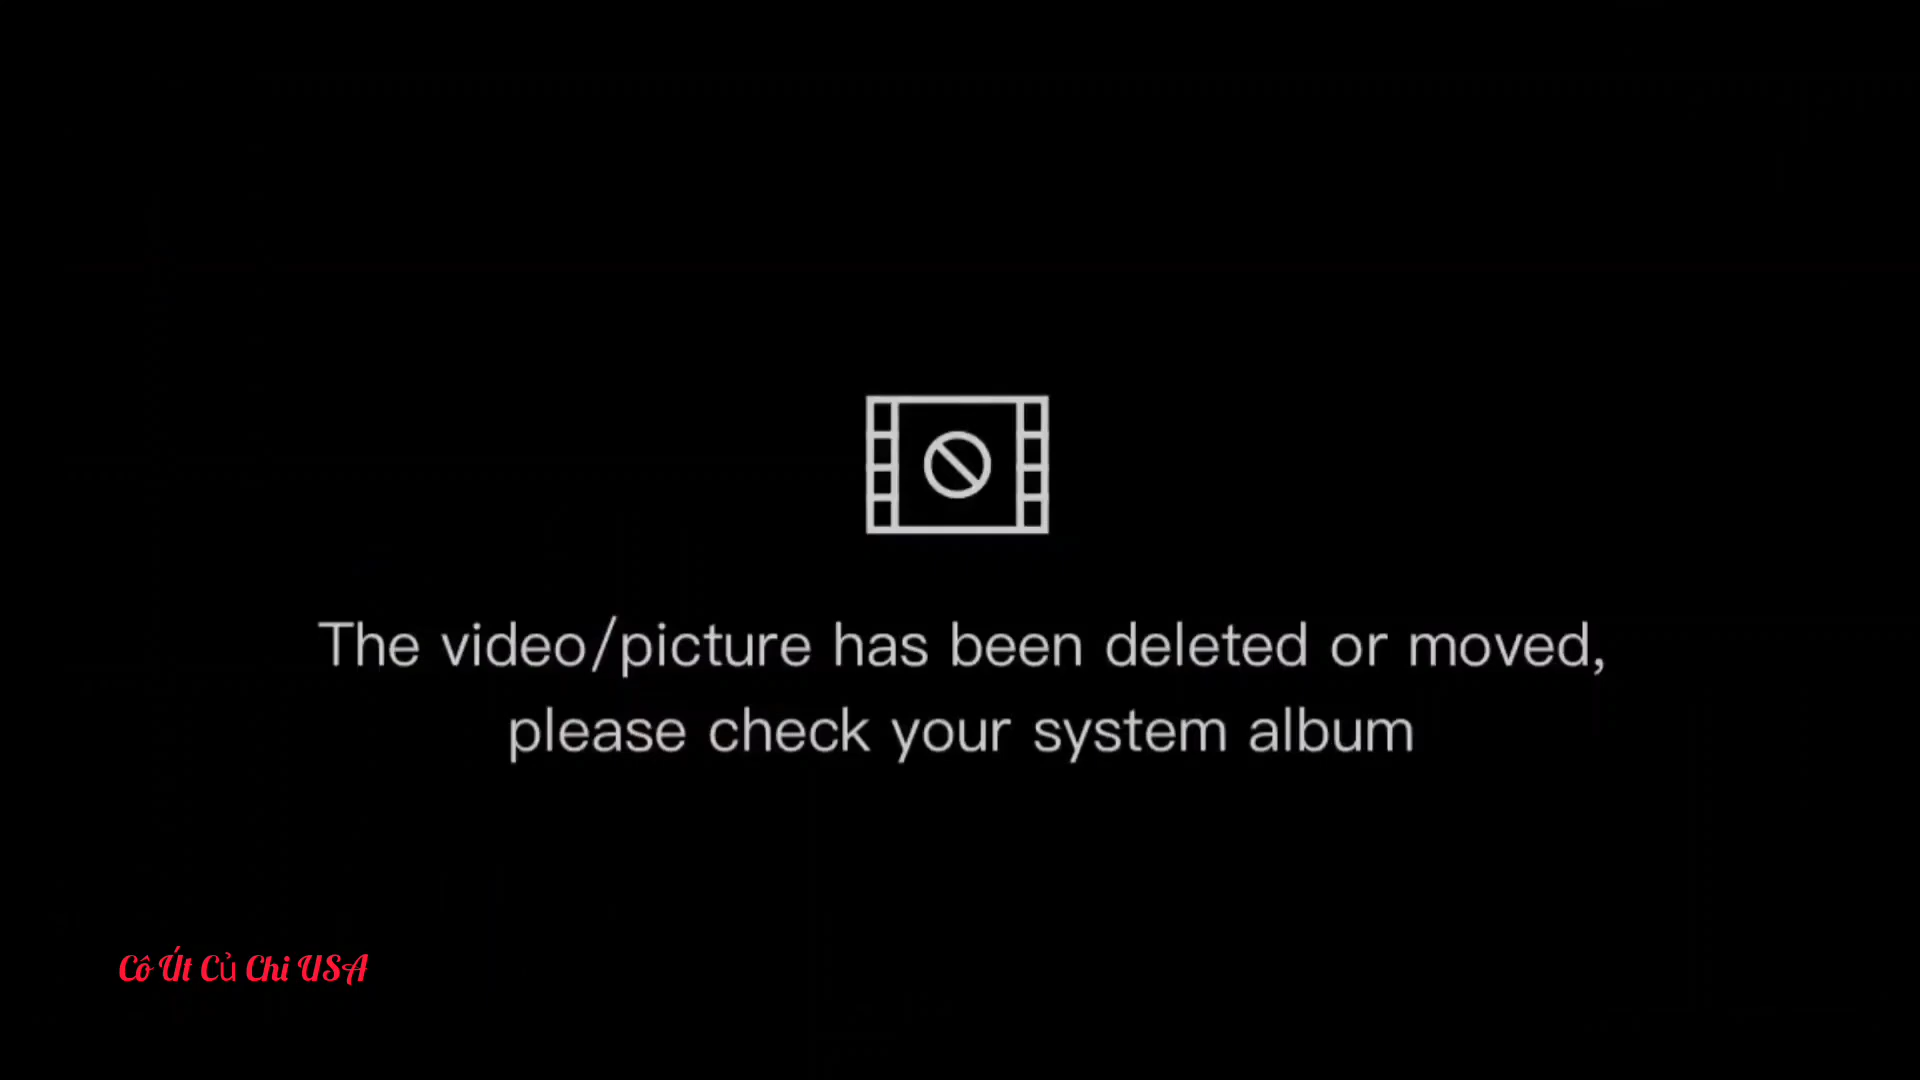 The video/picture has been deleted or moved,
please check your system album
Cô Út Củ Chi USA